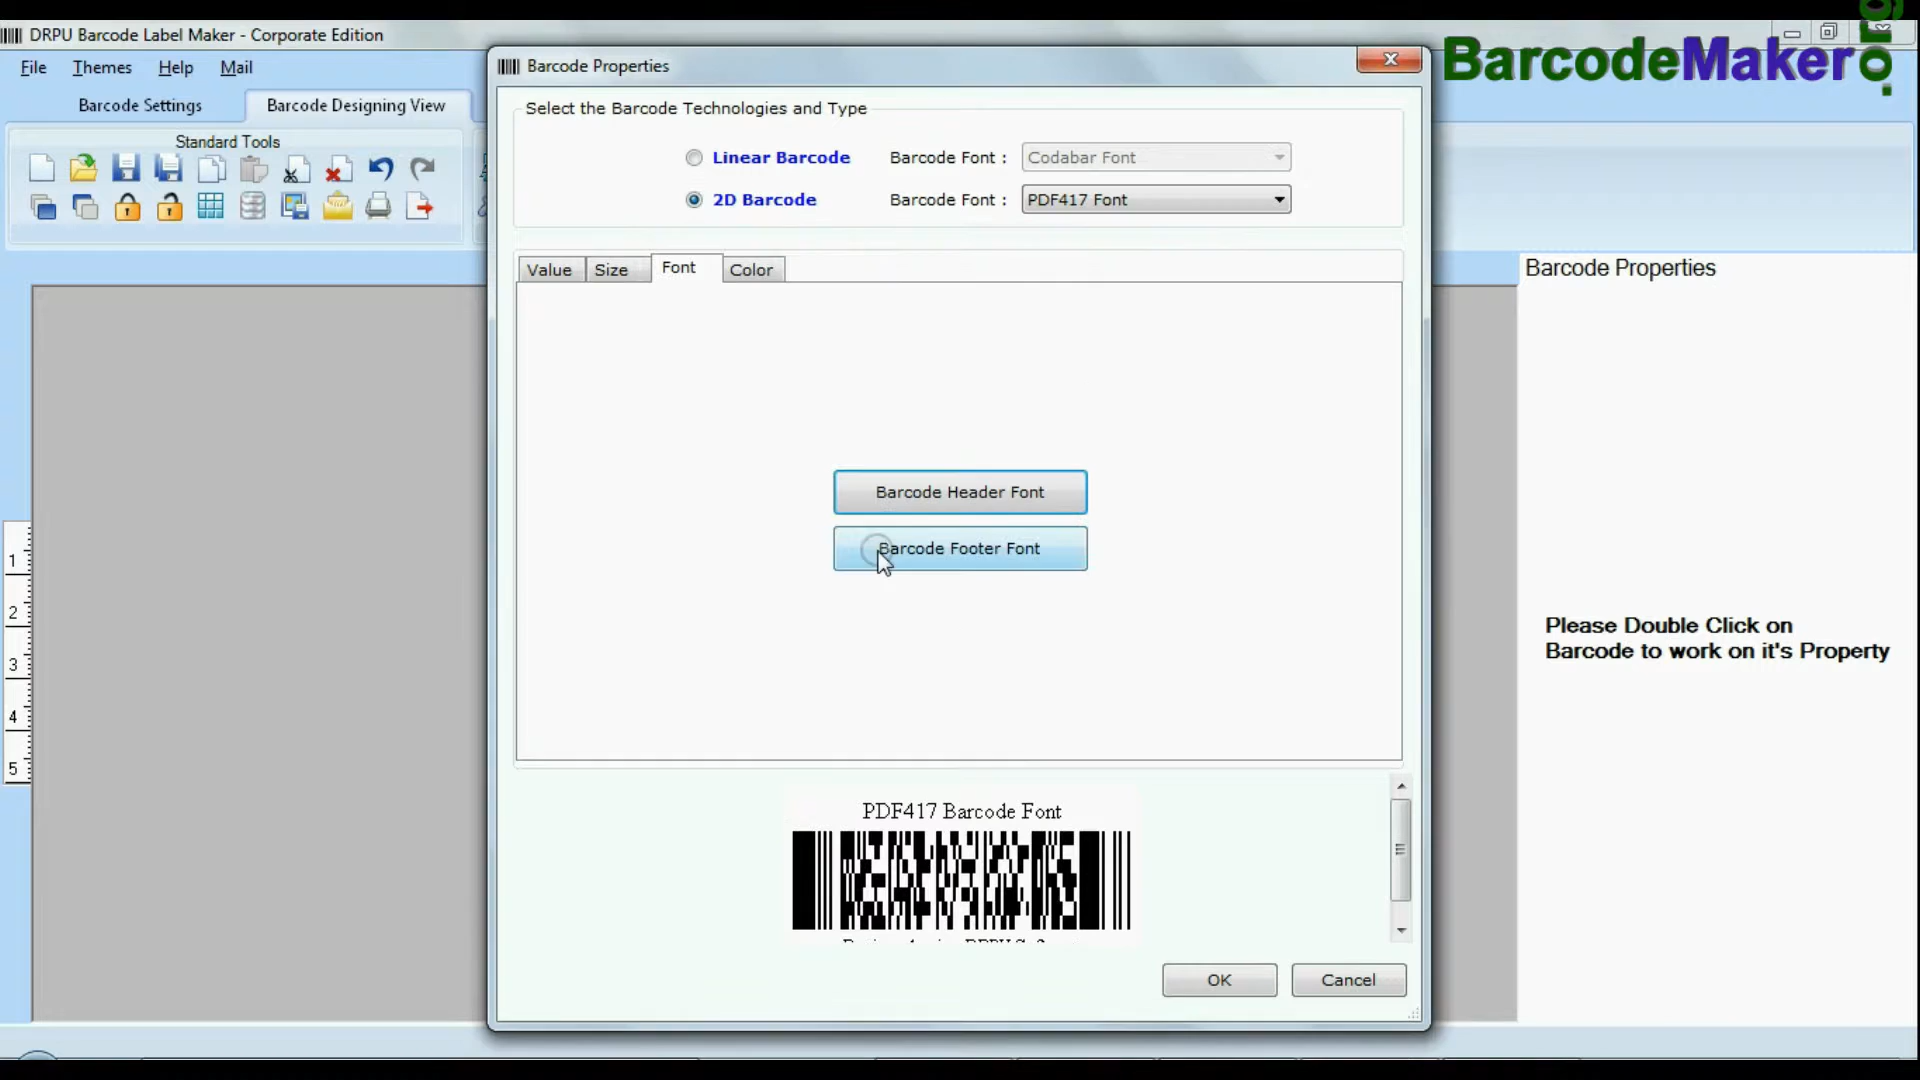 DRPU Barcode Label Maker - Corporate Edition
BarcodeMaker.org
File Themes Help Mail
Barcode Settings Barcode Designing View
Standard Tools
Barcode Properties
Select the Barcode Technologies and Type
Linear Barcode Barcode Font : Codabar Font
2D Barcode Barcode Font : PDF417 Font
Value Size Font Color
Barcode Header Font
Barcode Footer Font
PDF417 Barcode Font
OK Cancel
Barcode Properties
Please Double Click on
Barcode to work on it's Property
1
2
3
4
5